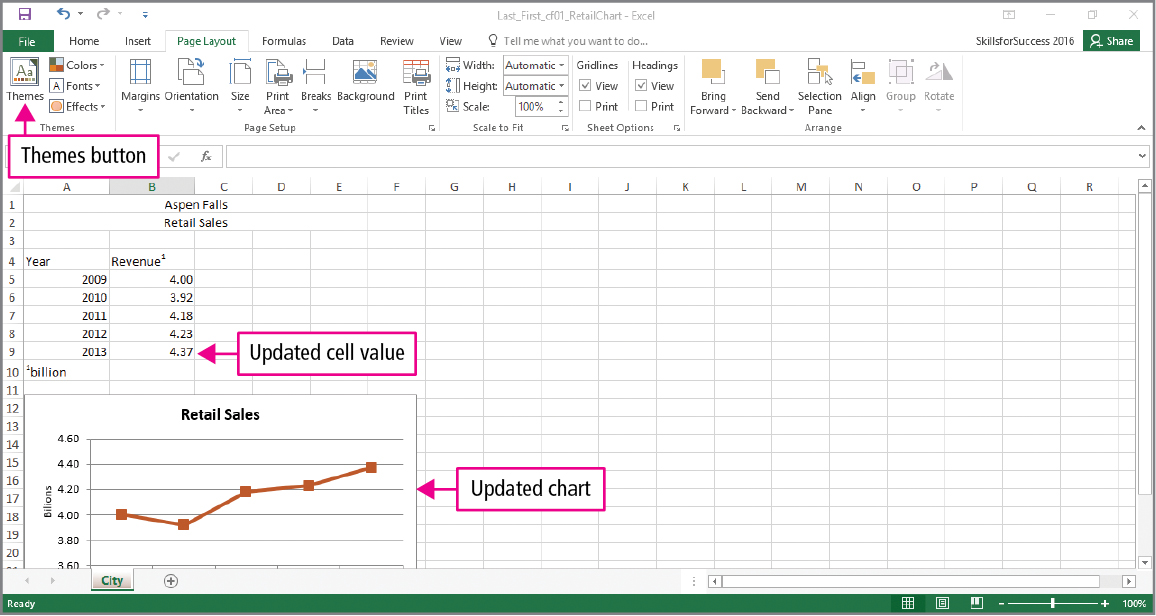 Last_First_cf01_RetailChart - Excel
File Home Insert Page Layout Formulas Data Review View Tell me what you want to do... SkillsforSuccess 2016 Share
Themes
Colors
Fonts
Effects
Themes
Margins
Orientation
Size
Print Area
Breaks
Background
Print Titles
Page Setup
Width: Automatic
Height: Automatic
Scale: 100%
Scale to Fit
Gridlines
View
Print
Headings
View
Print
Sheet Options
Bring Forward
Send Backward
Selection Pane
Align
Group
Rotate
Arrange
Themes button
fx
A B C D E F G H I J K L M N O P Q R
1 Aspen Falls
2 Retail Sales
3
4 Year Revenue¹
5 2009 4.00
6 2010 3.92
7 2011 4.18
8 2012 4.23
9 2013 4.37
Updated cell value
10 ¹billion
11
12
13
14
15
16
17
18
19
20
Retail Sales
4.60
4.40
4.20
4.00
3.80
3.60
Billions
Updated chart
City
Ready
100%